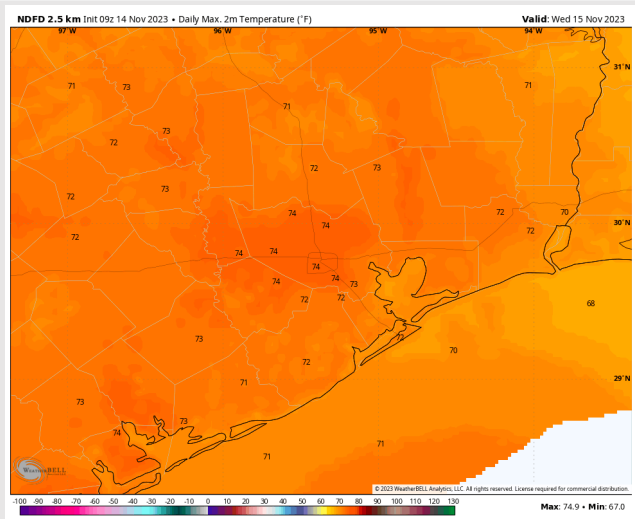 NDFD 2.5 km Init 09z 14 Nov 2023 • Daily Max. 2m Temperature (°F)
Valid: Wed 15 Nov 2023
97°W 96°W 95°W 94°W
31°N
71 73 71
71
73
72
72 73
73
72
74 72 70
30°N
74
72
72
74 74
74
74 74 73
72 72
68
73 72
70
72
29°N
71
73
73
74
71
71
WEATHERBELL
© 2023 WeatherBELL Analytics, LLC. All rights reserved. License required for commercial distribution.
-100 -90 -80 -70 -60 -50 -40 -30 -20 -10 0 10 20 30 40 50 60 70 80 90 100 110 120 130
Max: 74.9 • Min: 67.0